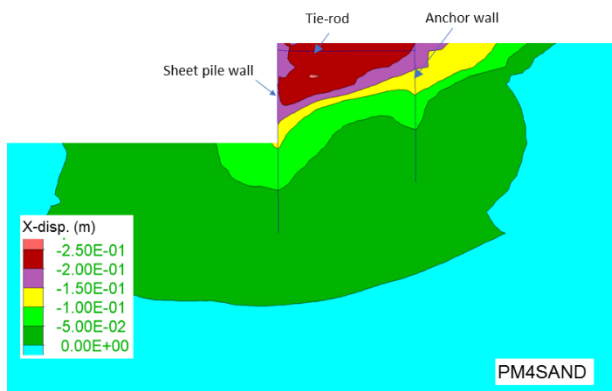 Tie-rod
Anchor wall
Sheet pile wall
X-disp. (m)
-2.50E-01
-2.00E-01
-1.50E-01
-1.00E-01
-5.00E-02
0.00E+00
PM4SAND